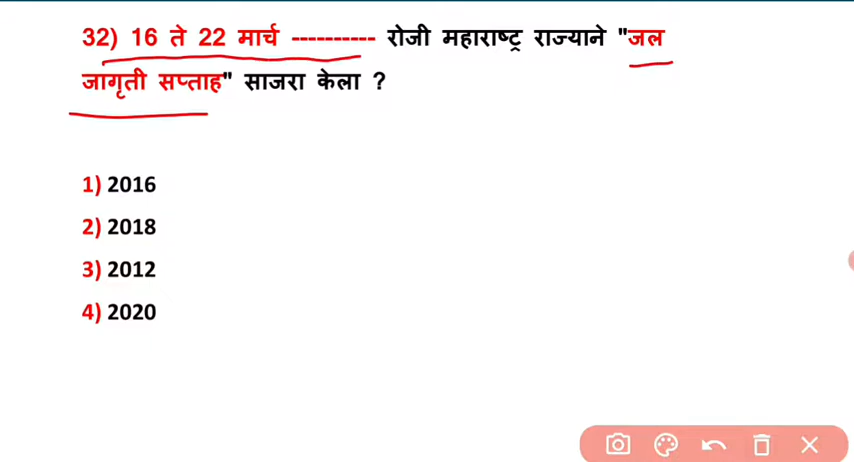 32) 16 ते 22 मार्च ---------- रोजी महाराष्ट्र राज्याने "जल
जागृती सप्ताह" साजरा केला ?
1) 2016
2) 2018
3) 2012
4) 2020